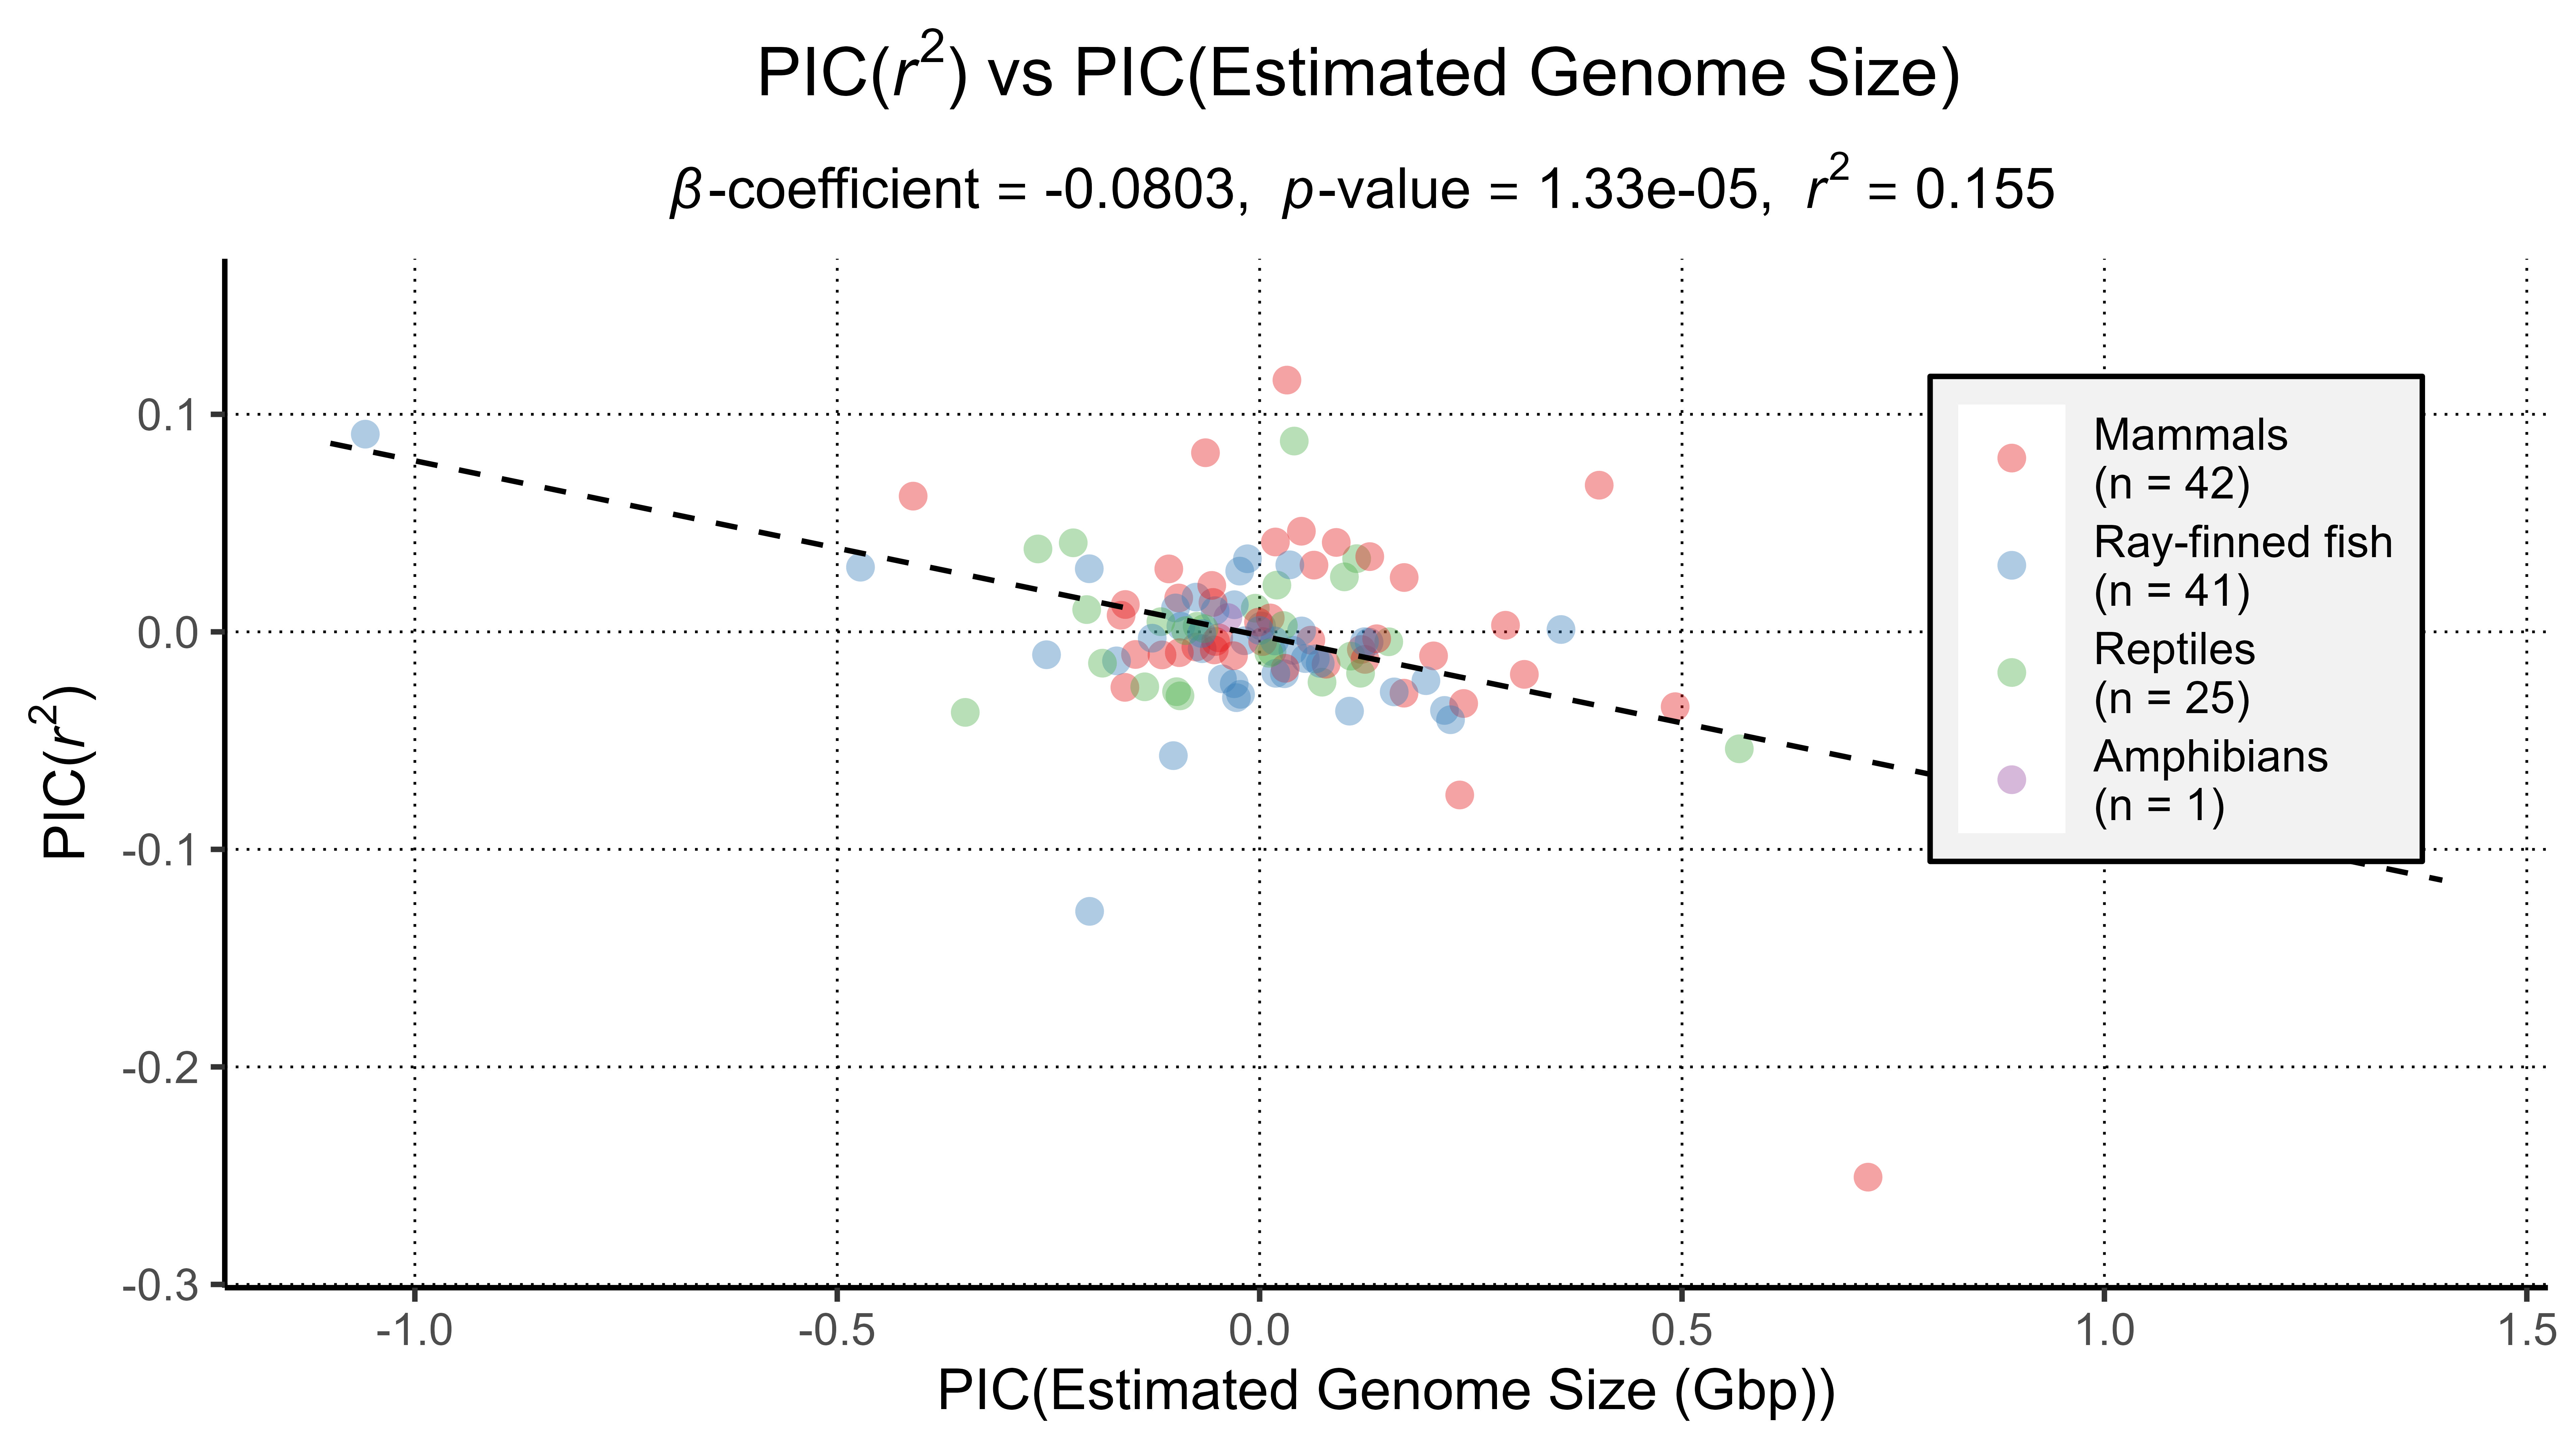 PIC(r²) vs PIC(Estimated Genome Size)
β-coefficient = -0.0803, p-value = 1.33e-05, r² = 0.155
PIC(r²)
0.1
0.0
-0.1
-0.2
-0.3
Mammals
(n = 42)
Ray-finned fish
(n = 41)
Reptiles
(n = 25)
Amphibians
(n = 1)
-1.0 -0.5 0.0 0.5 1.0 1.5
PIC(Estimated Genome Size (Gbp))